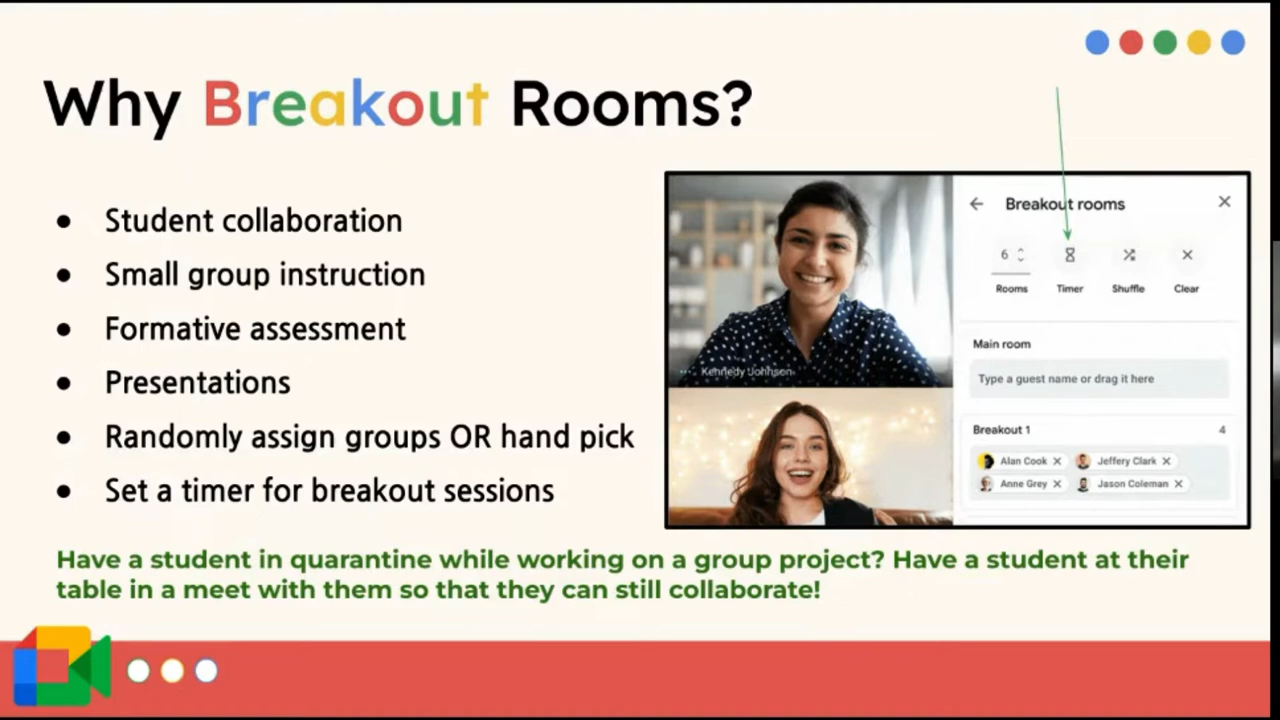 Why Breakout Rooms?
• Student collaboration
• Small group instruction
• Formative assessment
• Presentations
• Randomly assign groups OR hand pick
• Set a timer for breakout sessions
Kennedy Johnson
Breakout rooms
6
Rooms Timer Shuffle Clear
Main room
Type a guest name or drag it here
Breakout 1 4
Alan Cook Jeffery Clark
Anne Grey Jason Coleman
Have a student in quarantine while working on a group project? Have a student at their
table in a meet with them so that they can still collaborate!